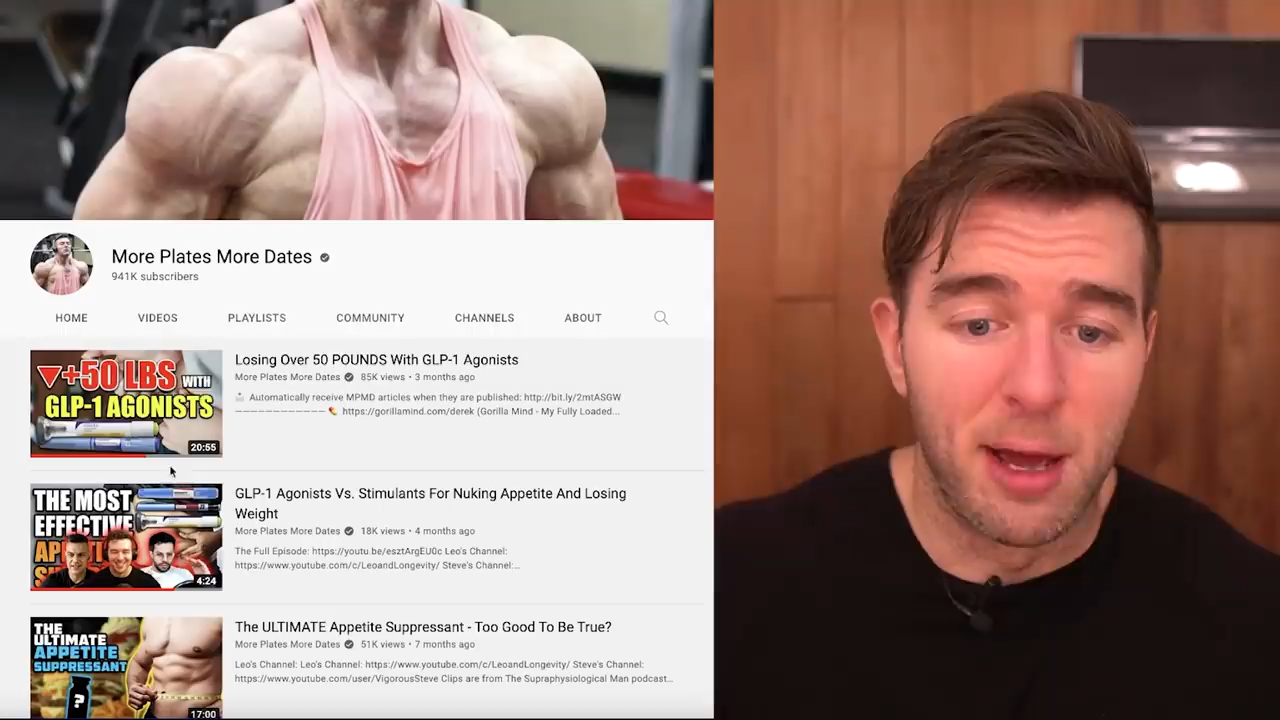 More Plates More Dates
941K subscribers
HOME VIDEOS PLAYLISTS COMMUNITY CHANNELS ABOUT
▼+50 LBS WITH
GLP-1 AGONISTS
20:55
Losing Over 50 POUNDS With GLP-1 Agonists
More Plates More Dates 85K views • 3 months ago
Automatically receive MPMD articles when they are published: http://bit.ly/2mtASGW
———————————— https://gorillamind.com/derek (Gorilla Mind - My Fully Loaded...
THE MOST
EFFECTIVE
4:24
GLP-1 Agonists Vs. Stimulants For Nuking Appetite And Losing
Weight
More Plates More Dates 18K views • 4 months ago
The Full Episode: https://youtu.be/esztArgEU0c Leo's Channel:
https://www.youtube.com/c/LeoandLongevity/ Steve's Channel:...
THE
ULTIMATE
APPETITE
SUPPRESSANT
?
17:00
The ULTIMATE Appetite Suppressant - Too Good To Be True?
More Plates More Dates 51K views • 7 months ago
Leo's Channel: Leo's Channel: https://www.youtube.com/c/LeoandLongevity/ Steve's Channel:
https://www.youtube.com/user/VigorousSteve Clips are from The Supraphysiological Man podcast...